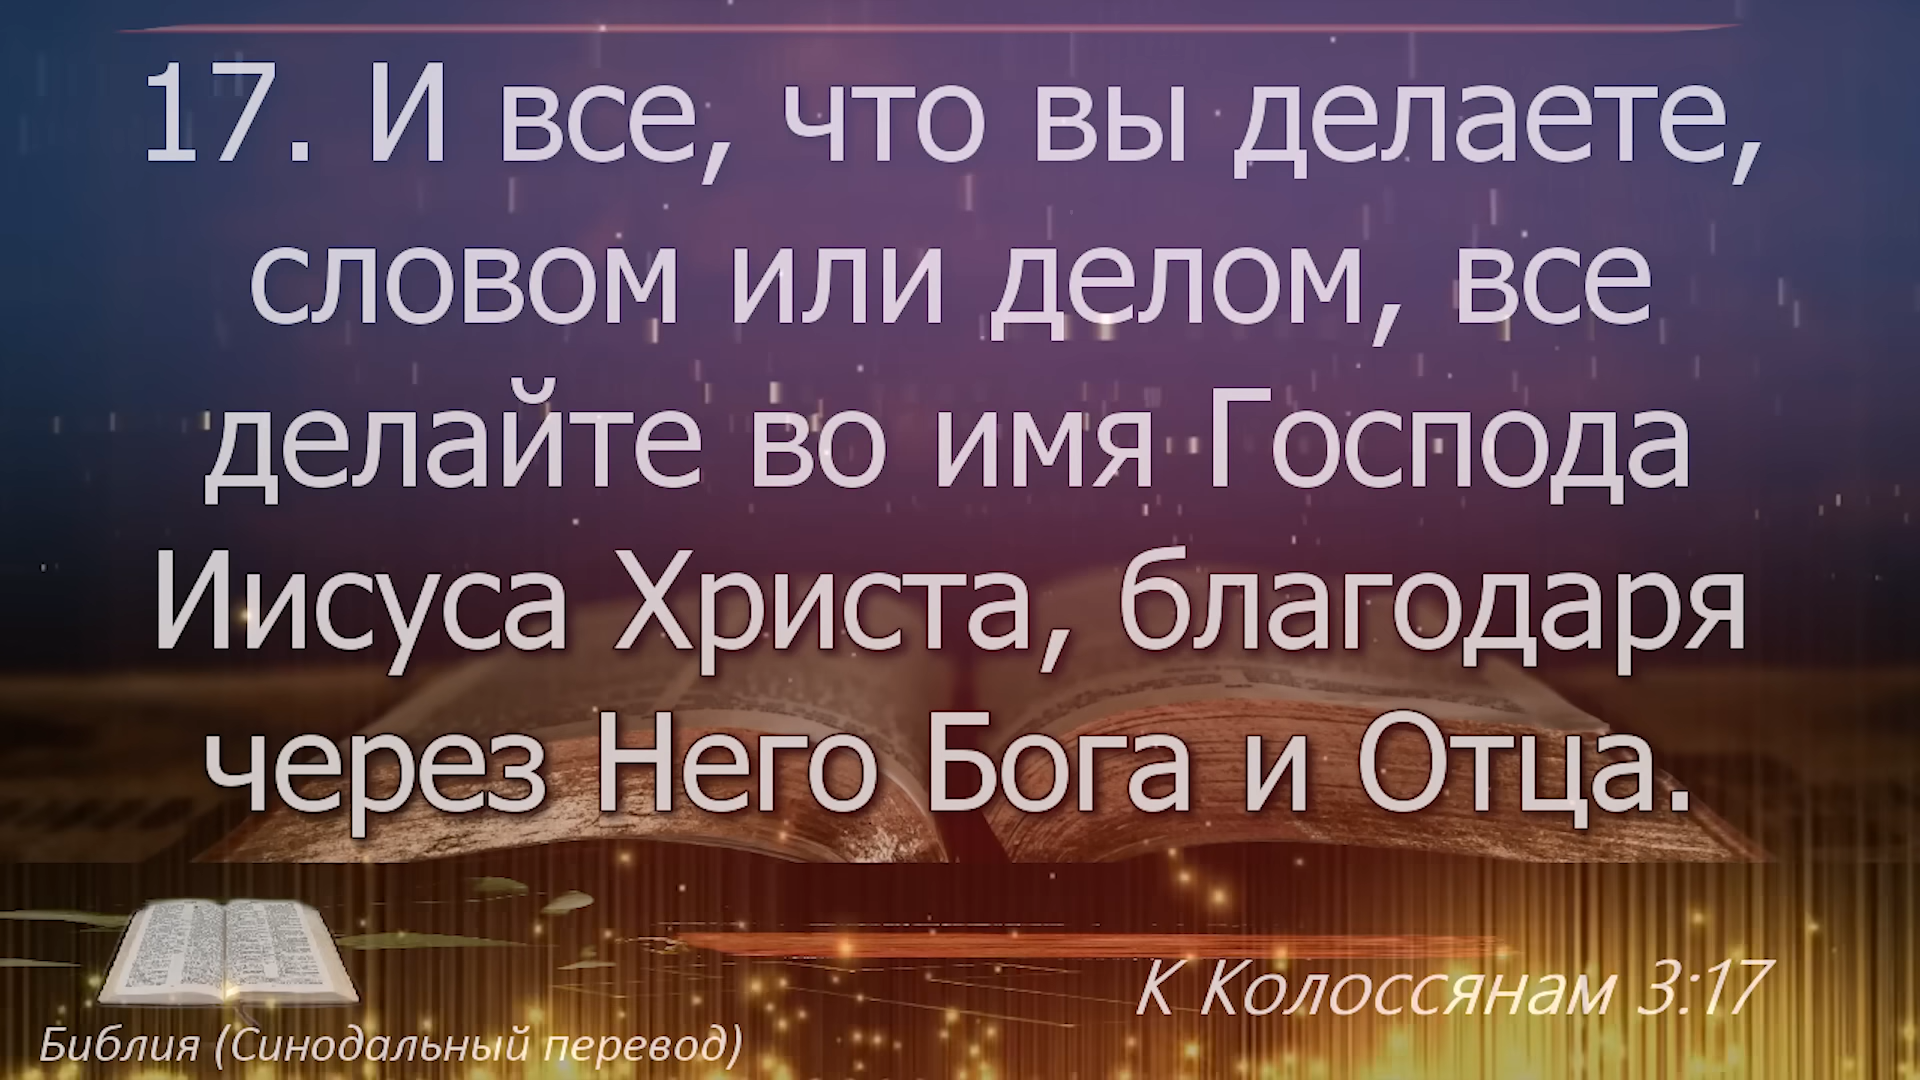 17. И все, что вы делаете,
словом или делом, все
делайте во имя Господа
Иисуса Христа, благодаря
через Него Бога и Отца.
К Колоссянам 3:17
Библия (Синодальный перевод)